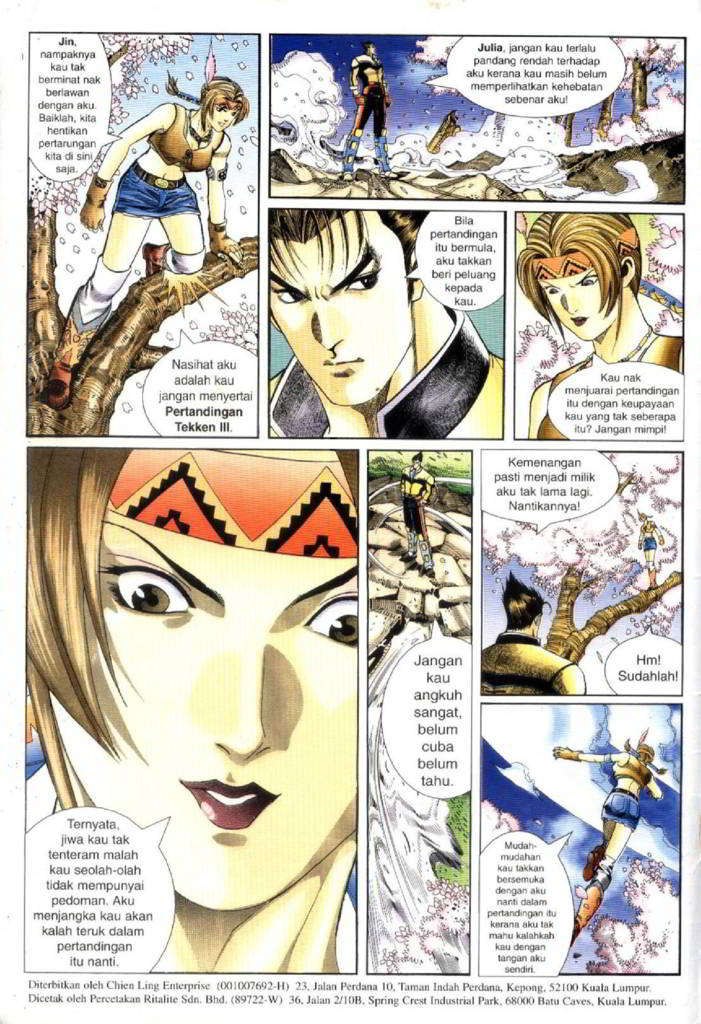 Jin,
nampaknya
kau tak
berminat nak
berlawan
dengan aku.
Baiklah, kita
hentikan
pertarungan
kita di sini
saja.
Nasihat aku
adalah kau
jangan menyertai
Pertandingan
Tekken III.
Julia, jangan kau terlalu
pandang rendah terhadap
aku kerana kau masih belum
memperlihatkan kehebatan
sebenar aku!
Bila
pertandingan
itu bermula,
aku takkan
beri peluang
kepada
kau.
Kau nak
menjuarai pertandingan
itu dengan keupayaan
kau yang tak seberapa
itu? Jangan mimpi!
Ternyata,
jiwa kau tak
tenteram malah
kau seolah-olah
tidak mempunyai
pedoman. Aku
menjangka kau akan
kalah teruk dalam
pertandingan
itu nanti.
Jangan
kau
angkuh
sangat,
belum
cuba
belum
tahu.
Kemenangan
pasti menjadi milik
aku tak lama lagi.
Nantikannya!
Hm!
Sudahlah!
Mudah-
mudahan
kau dapat
bersemuka
dengan aku
nanti dalam
pertandingan itu
kerana aku tak
mahu kalahkah
kau dengan
tangan aku
sendiri.
Diterbitkan oleh Chien Ling Enterprise (001007692-H) 23, Jalan Perdana 10, Taman Indah Perdana, Kepong, 52100 Kuala Lumpur.
Dicetak oleh Percetakan Ritalite Sdn. Bhd. (89722-W) 36, Jalan 2/10B, Spring Crest Industrial Park, 68000 Batu Caves, Kuala Lumpur.